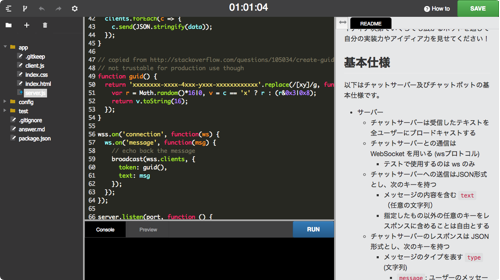 01:01:04
How to
SAVE
app
.gitkeep
client.js
index.css
index.html
server.js
config
test
.gitignore
answer.md
package.json
42 clients.forEach(c => {
43 c.send(JSON.stringify(data));
44 });
45 }
46
47 // copied from http://stackoverflow.com/questions/105034/create-guid
48 // not trustable for production use though
49 function guid() {
50 return 'xxxxxxxx-xxxx-4xxx-yxxx-xxxxxxxxxxxx'.replace(/[xy]/g, func
51 var r = Math.random()*16|0, v = c == 'x' ? r : (r&0x3|0x8);
52 return v.toString(16);
53 });
54 }
55
56 wss.on('connection', function(ws) {
57 ws.on('message', function(msg) {
58 // echo back the message
59 broadcast(wss.clients, {
60 token: guid(),
61 text: msg
62 });
63 });
64 });
65
66 server.listen(port, function () {
Console
Preview
RUN
README
自分の実装力やアイディア力を見せてください！
基本仕様
以下はチャットサーバー及びチャットボットの基
本仕様です。
サーバー
チャットサーバーは受信したテキストを
全ユーザーにブロードキャストする
チャットサーバーとの通信は
WebSocket を用いる (wsプロトコル)
テストで使用するのは ws のみ
チャットサーバーへの送信はJSON形式
とし、次のキーを持つ
メッセージの内容を含む text
（任意の文字列）
指定したもの以外の任意のキーをレ
スポンスに含めることは自由とする
チャットサーバーのレスポンスは JSON
形式とし、次のキーを持つ
メッセージのタイプを表す type
(文字列)
message : ユーザーのメッセー